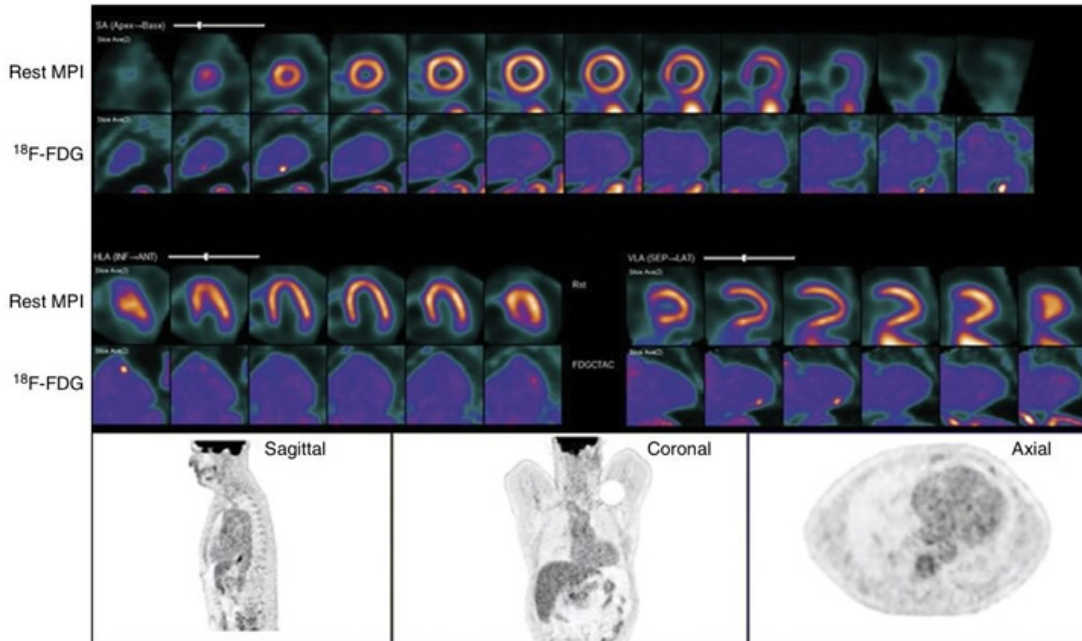 SA (Apex→Base)
Slice Ave(2)
Rest MPI
Slice Ave(2)
¹⁸F-FDG
HLA (INF→ANT)
VLA (SEP→LAT)
Slice Ave(2)
Rst
Slice Ave(2)
Rest MPI
Slice Ave(2)
FDGCTAC
Slice Ave(2)
¹⁸F-FDG
Sagittal
Coronal
Axial